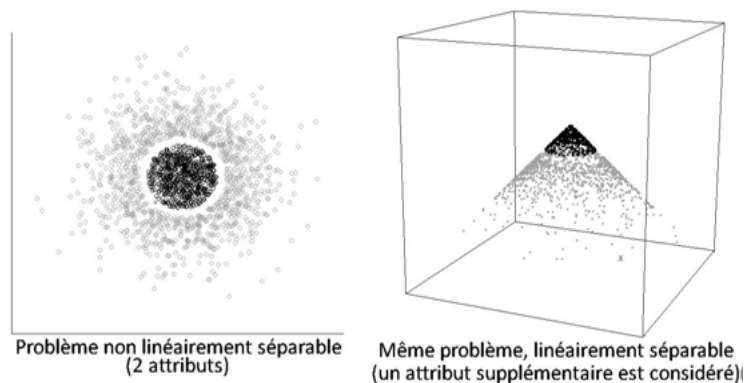 Problème non linéairement séparable
(2 attributs)
x
Même problème, linéairement séparable
(un attribut supplémentaire est considéré)